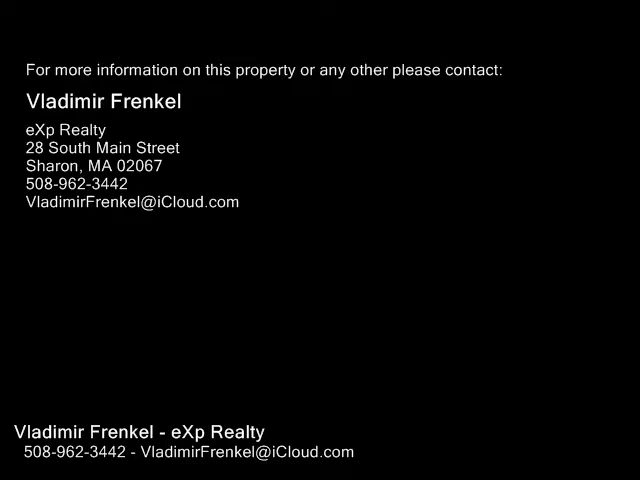 For more information on this property or any other please contact:
Vladimir Frenkel
eXp Realty
28 South Main Street
Sharon, MA 02067
508-962-3442
VladimirFrenkel@iCloud.com
Vladimir Frenkel - eXp Realty
508-962-3442 - VladimirFrenkel@iCloud.com